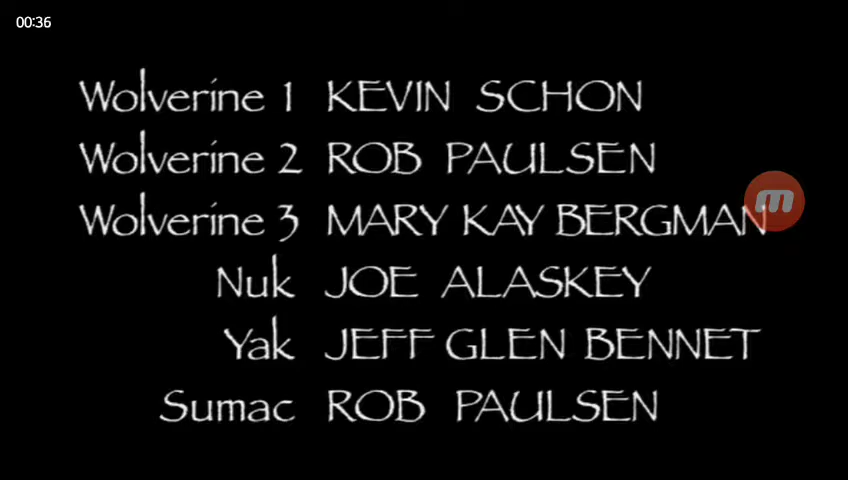 00:36
Wolverine 1 KEVIN SCHON
Wolverine 2 ROB PAULSEN
Wolverine 3 MARY KAY BERGMAN
Nuk JOE ALASKEY
Yak JEFF GLEN BENNET
Sumac ROB PAULSEN